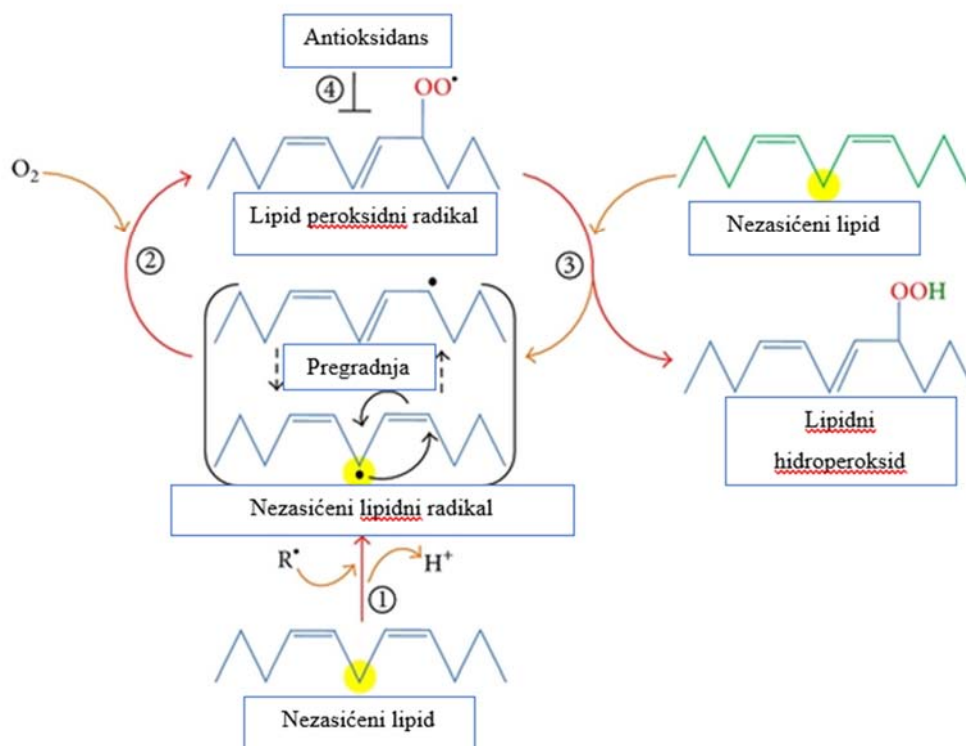 Antioksidans
④
OO•
O₂
Lipid peroksidni radikal
Nezasićeni lipid
②
③
OOH
Pregradnja
Lipidni
hidroperoksid
Nezasićeni lipidni radikal
R•
H⁺
①
Nezasićeni lipid